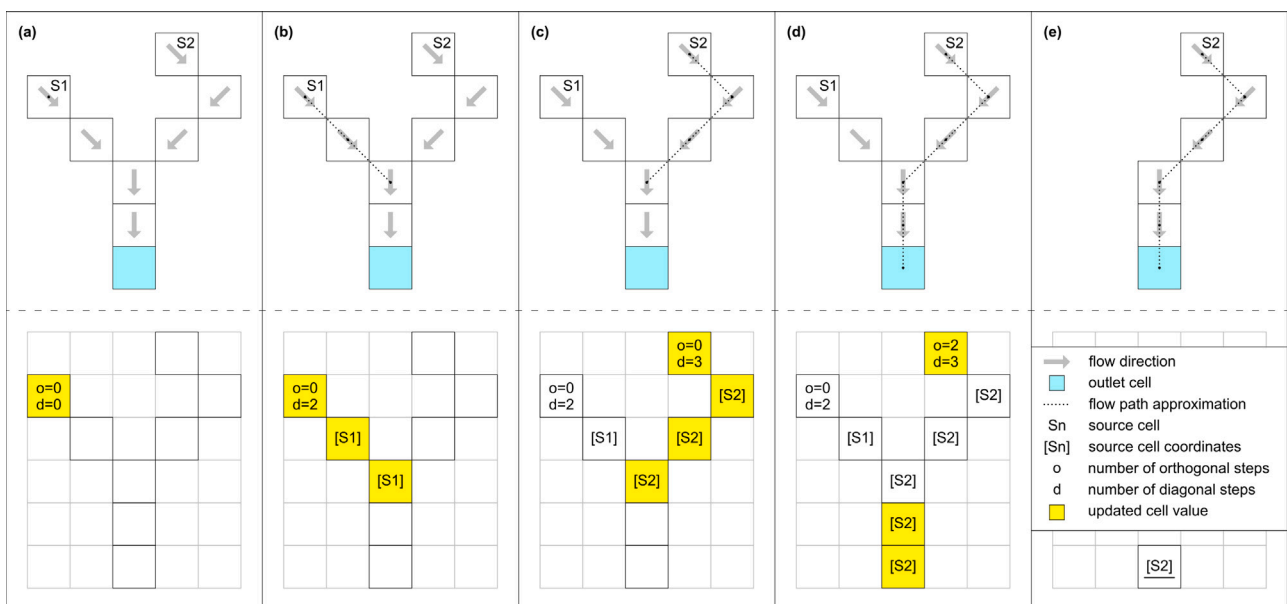 (a)
(b)
(c)
(d)
(e)
S2
S1
S2
S1
S2
S1
S2
S1
S2
o=0
d=0
o=0
d=2
[S1]
[S1]
o=0
d=3
o=0
d=2
[S2]
[S1]
[S2]
[S2]
o=2
d=3
o=0
d=2
[S2]
[S1]
[S2]
[S2]
[S2]
[S2]
flow direction
outlet cell
flow path approximation
Sn source cell
[Sn] source cell coordinates
o number of orthogonal steps
d number of diagonal steps
updated cell value
[S2]